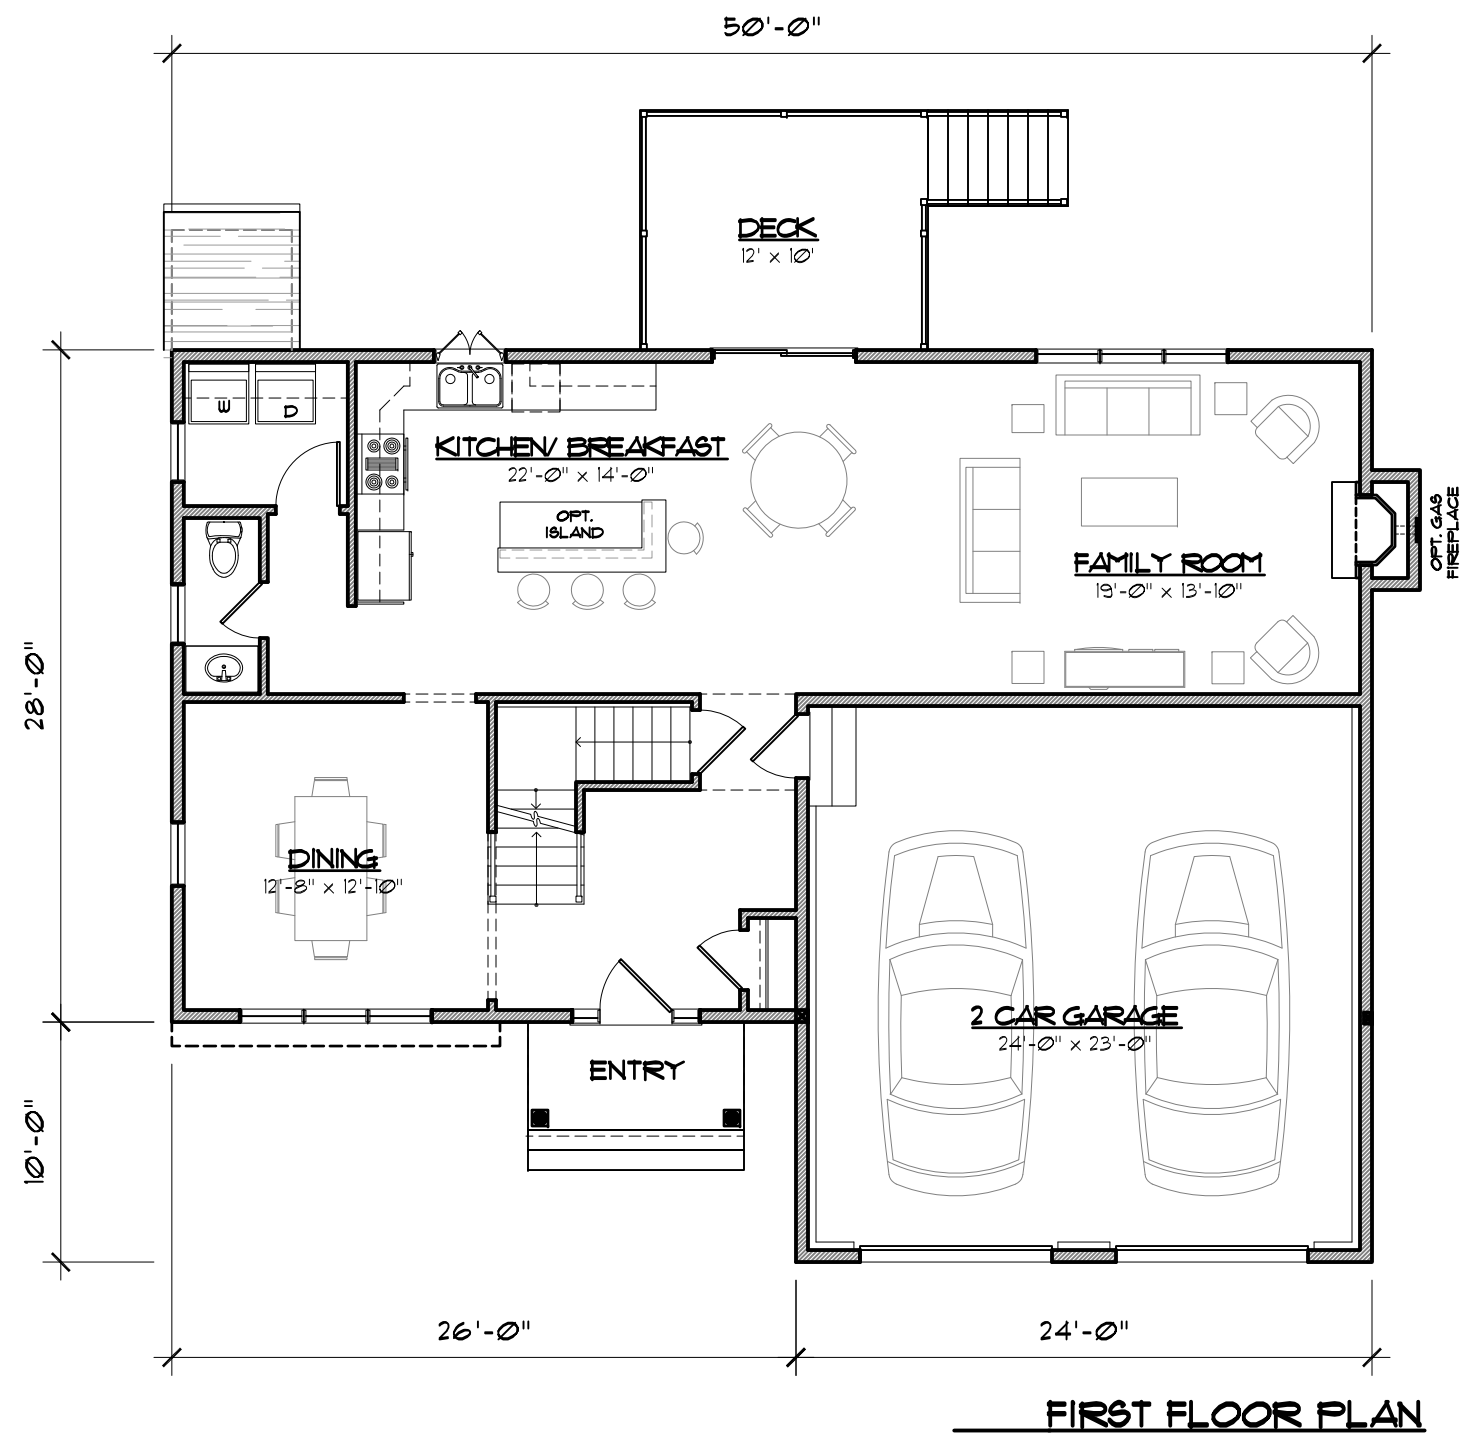 50'-0"
DECK
12' x 10'
W
D
KITCHEN/ BREAKFAST
22'-0" x 14'-0"
OPT.
ISLAND
FAMILY ROOM
19'-0" x 13'-10"
OPT. GAS
FIREPLACE
28'-0"
DINING
12'-8" x 12'-10"
2 CAR GARAGE
24'-0" x 23'-0"
ENTRY
10'-0"
26'-0"
24'-0"
FIRST FLOOR PLAN